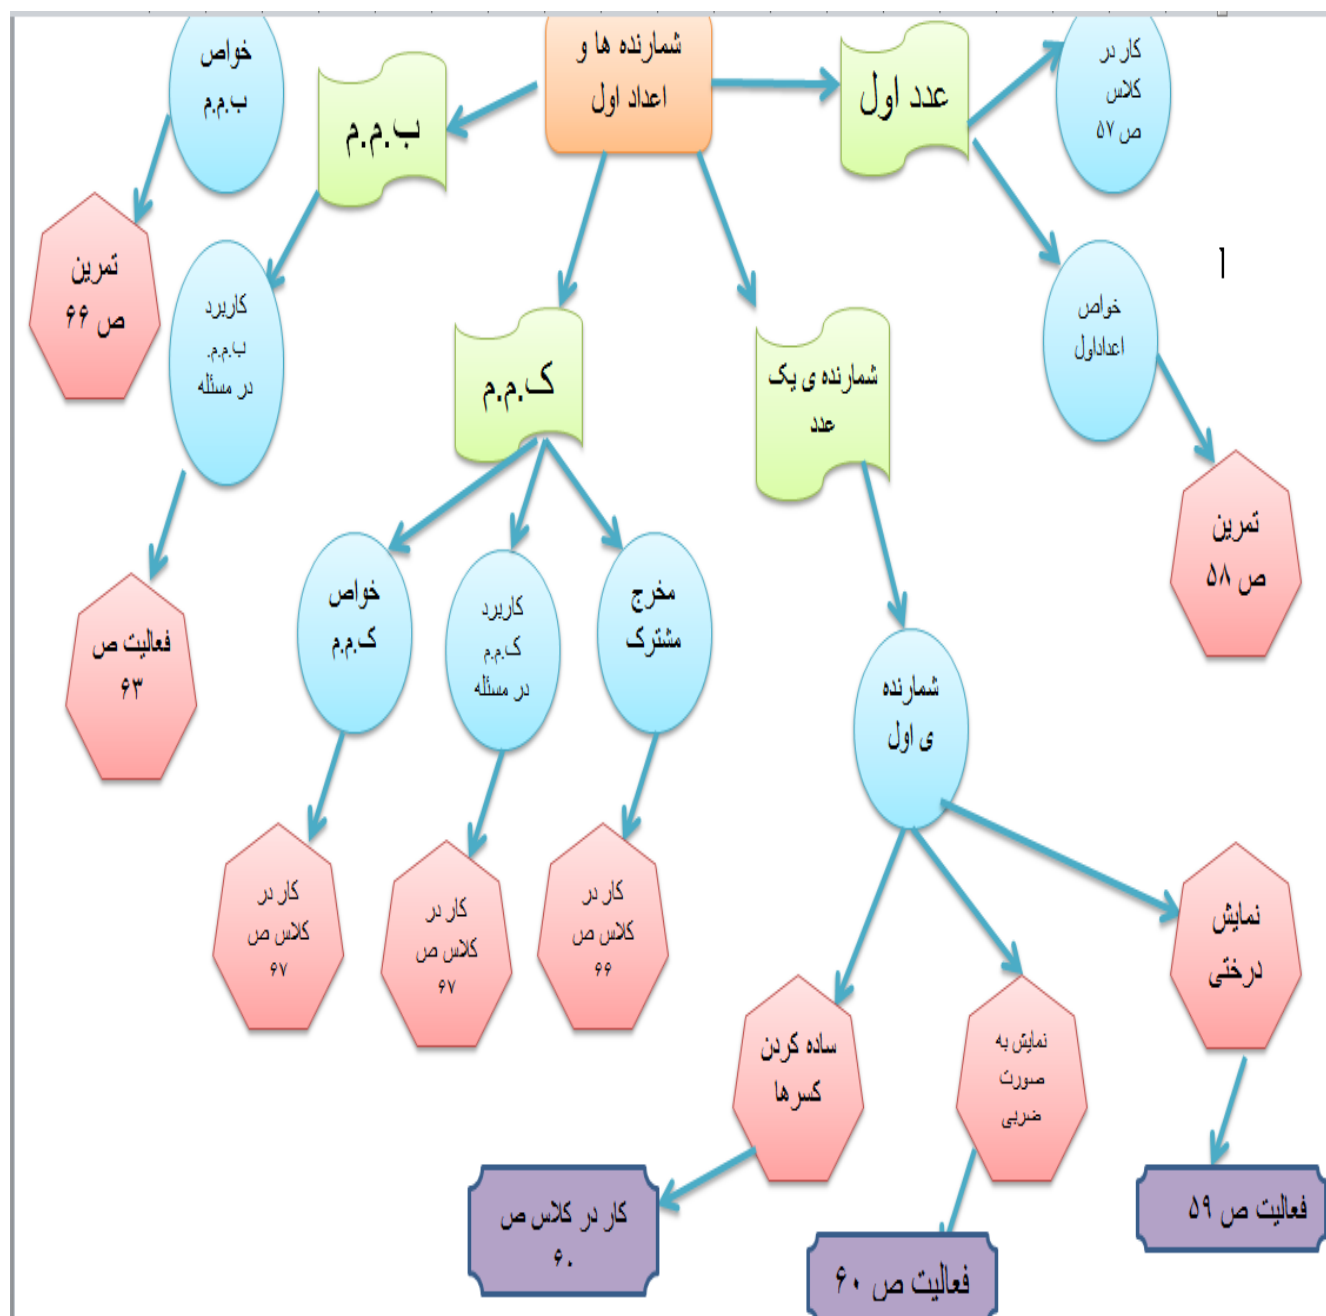 شمارنده ها و
اعداد اول
عدد اول
کار در
کلاس
ص ۵۷
خواص
اعداداول
تمرین
ص ۵۸
شمارنده ی یک
عدد
شمارنده
ی اول
نمایش
درختی
فعالیت ص ۵۹
نمایش به
صورت
ضربی
فعالیت ص ۶۰
ساده کردن
کسرها
کار در کلاس ص
۶۰
ک.م.م
مخرج
مشترک
کار در
کلاس ص
۶۶
کاربرد
ک.م.م
در مسئله
کار در
کلاس ص
۶۷
خواص
ک.م.م
کار در
کلاس ص
۶۷
ب.م.م
خواص
ب.م.م
تمرین
ص ۶۶
کاربرد
ب.م.م.
در مسئله
فعالیت ص
۶۳